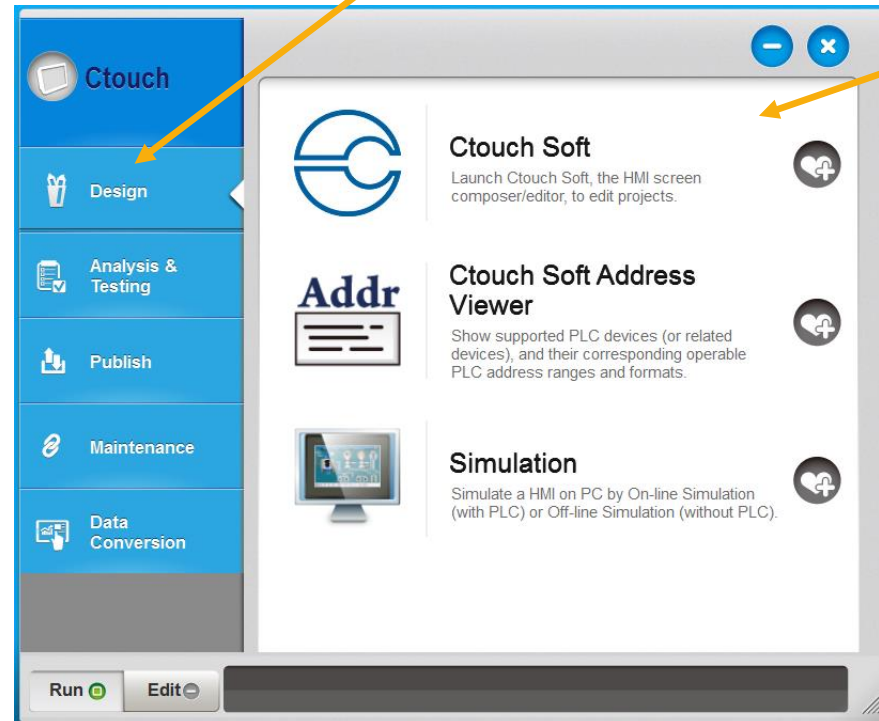 Ctouch
Design
Analysis &
Testing
Publish
Maintenance
Data
Conversion
Ctouch Soft
Launch Ctouch Soft, the HMI screen
composer/editor, to edit projects.
Addr
Ctouch Soft Address
Viewer
Show supported PLC devices (or related
devices), and their corresponding operable
PLC address ranges and formats.
Simulation
Simulate a HMI on PC by On-line Simulation
(with PLC) or Off-line Simulation (without PLC).
Run
Edit